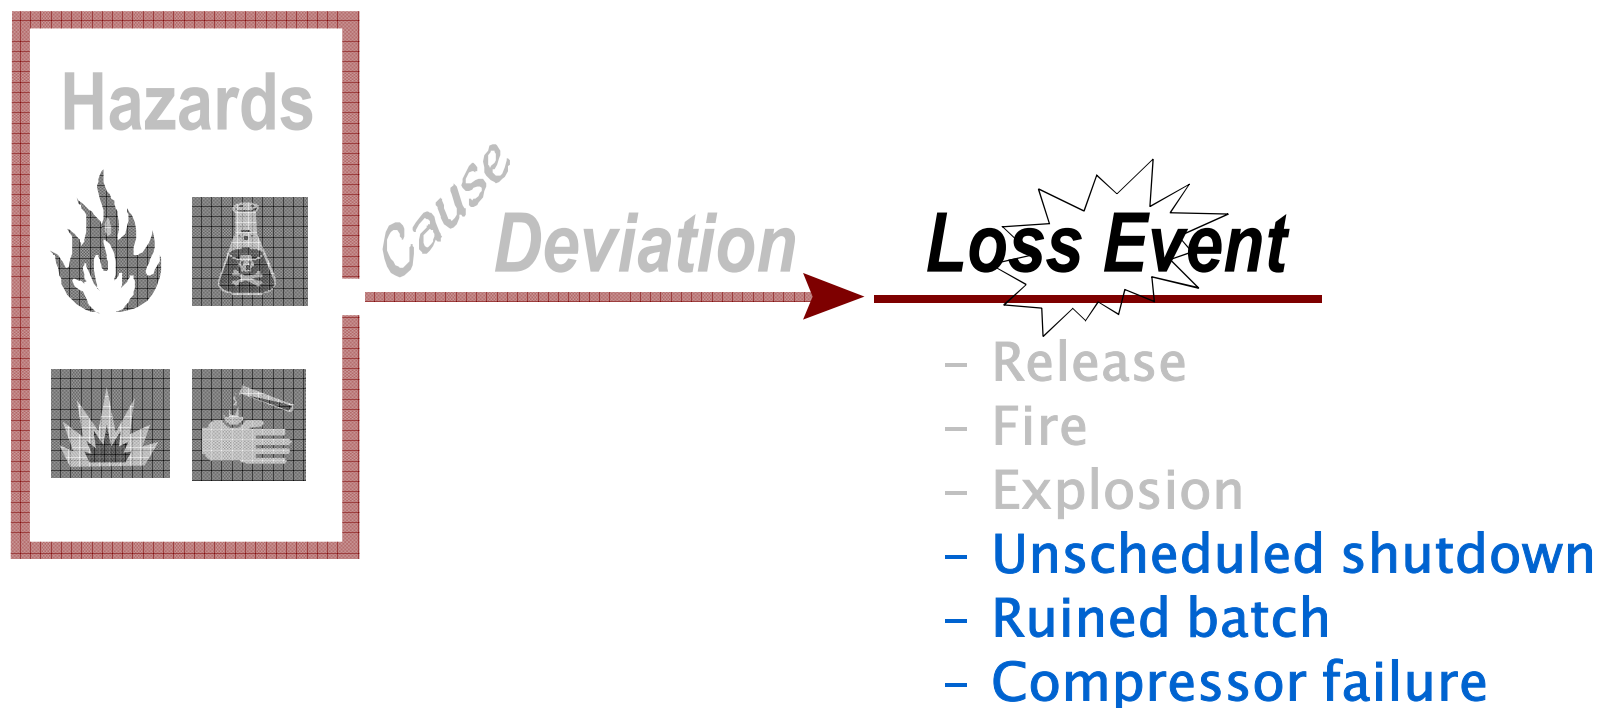 Hazards
Cause
Deviation
Loss Event
– Release
– Fire
– Explosion
– Unscheduled shutdown
– Ruined batch
– Compressor failure